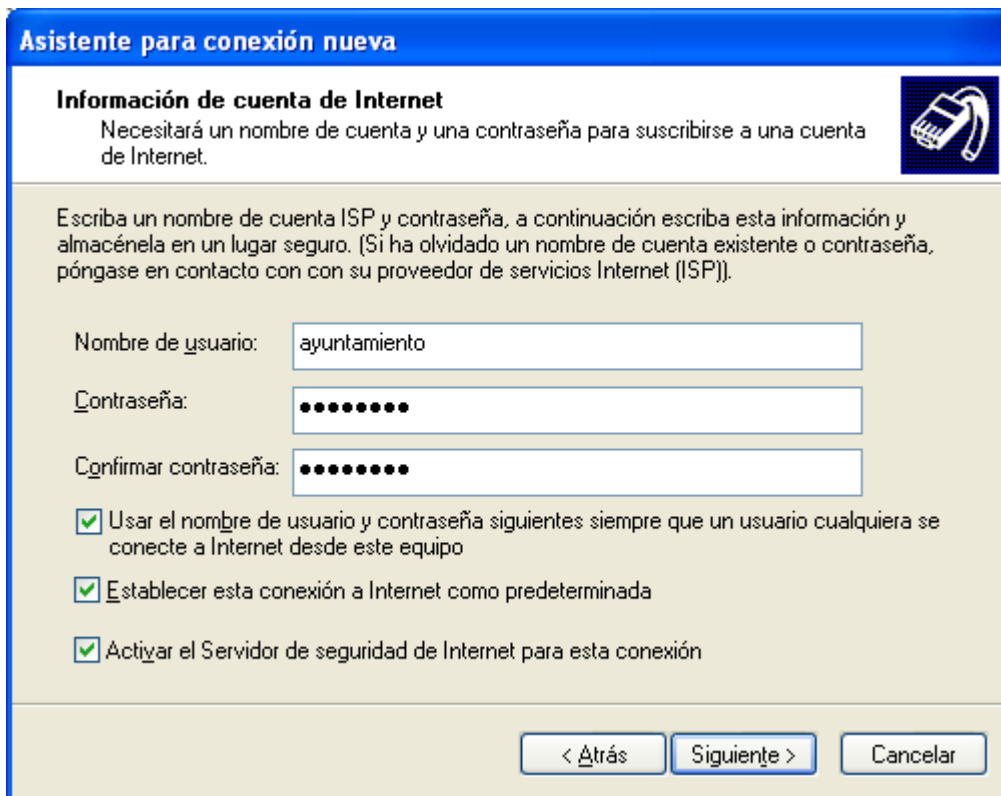 Asistente para conexión nueva
Información de cuenta de Internet
Necesitará un nombre de cuenta y una contraseña para suscribirse a una cuenta
de Internet.
Escriba un nombre de cuenta ISP y contraseña, a continuación escriba esta información y
almacénela en un lugar seguro. (Si ha olvidado un nombre de cuenta existente o contraseña,
póngase en contacto con con su proveedor de servicios Internet (ISP)).
Nombre de usuario: ayuntamiento
Contraseña: ●●●●●●●●
Confirmar contraseña: ●●●●●●●●
Usar el nombre de usuario y contraseña siguientes siempre que un usuario cualquiera se
conecte a Internet desde este equipo
Establecer esta conexión a Internet como predeterminada
Activar el Servidor de seguridad de Internet para esta conexión
< Atrás Siguiente > Cancelar